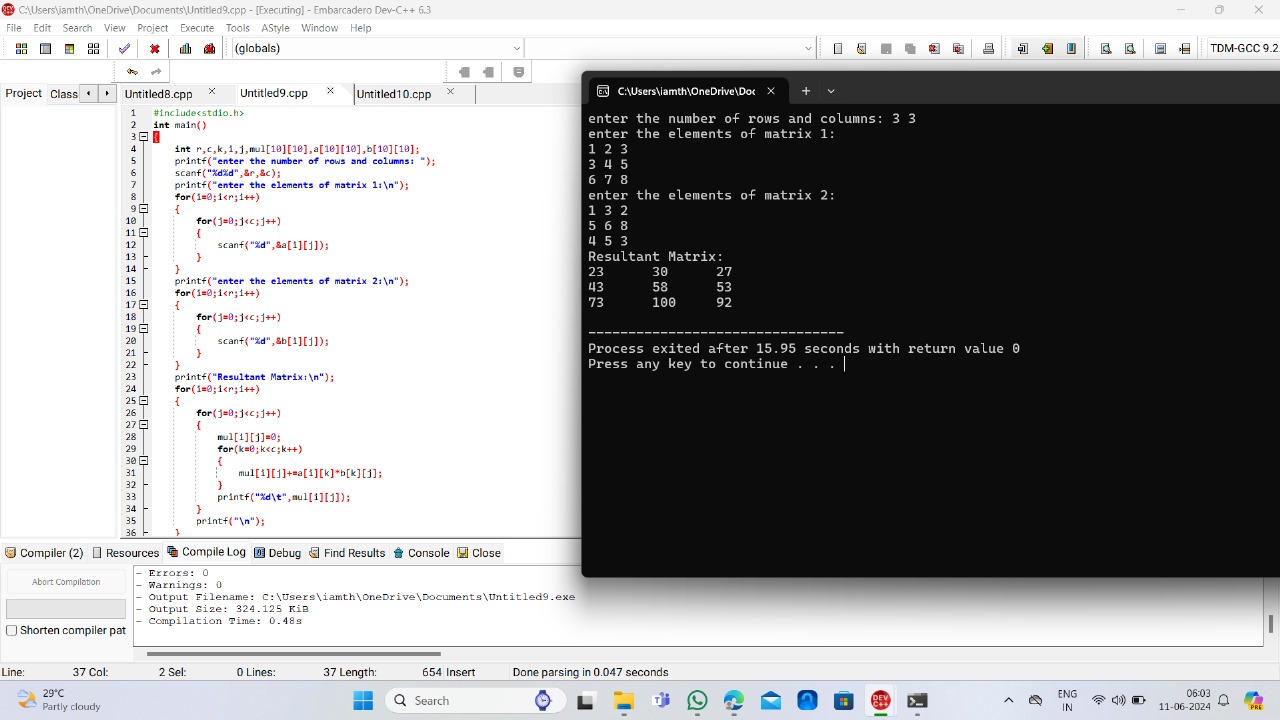 C:\Users\iamth\OneDrive\Documents\Untitled9.cpp - [Executing] - Embarcadero Dev-C++ 6.3
File Edit Search View Project Execute Tools AStyle Window Help
(globals)
TDM-GCC 9.2
Project Class Untitled8.cpp Untitled9.cpp Untitled10.cpp
1 #include<stdio.h>
2 int main()
3 {
4 int r,c,k,i,j,mul[10][10],a[10][10],b[10][10];
5 printf("enter the number of rows and columns: ");
6 scanf("%d%d",&r,&c);
7 printf("enter the elements of matrix 1:\n");
8 for(i=0;i<r;i++)
9 {
10 for(j=0;j<c;j++)
11 {
12 scanf("%d",&a[i][j]);
13 }
14 }
15 printf("enter the elements of matrix 2:\n");
16 for(i=0;i<r;i++)
17 {
18 for(j=0;j<c;j++)
19 {
20 scanf("%d",&b[i][j]);
21 }
22 }
23 printf("Resultant Matrix:\n");
24 for(i=0;i<r;i++)
25 {
26 for(j=0;j<c;j++)
27 {
28 mul[i][j]=0;
29 for(k=0;k<c;k++)
30 {
31 mul[i][j]+=a[i][k]*b[k][j];
32 }
33 printf("%d\t",mul[i][j]);
34 }
35 printf("\n");
36 }
C:\Users\iamth\OneDrive\Doc
enter the number of rows and columns: 3 3
enter the elements of matrix 1:
1 2 3
3 4 5
6 7 8
enter the elements of matrix 2:
1 3 2
5 6 8
4 5 3
Resultant Matrix:
23 30 27
43 58 53
73 100 92
--------------------------------
Process exited after 15.95 seconds with return value 0
Press any key to continue . . .
Compiler (2) Resources Compile Log Debug Find Results Console Close
Abort Compilation
Shorten compiler pat
- Errors: 0
- Warnings: 0
- Output Filename: C:\Users\iamth\OneDrive\Documents\Untitled9.exe
- Output Size: 324.125 KiB
- Compilation Time: 0.48s
Line: 37 Col: 2 Sel: 0 Lines: 37 Length: 654 Insert Done parsing in 0.047 seconds
29°C
Partly cloudy
Search
DEV C++
ENG
IN
06:03
11-06-2024
PRE